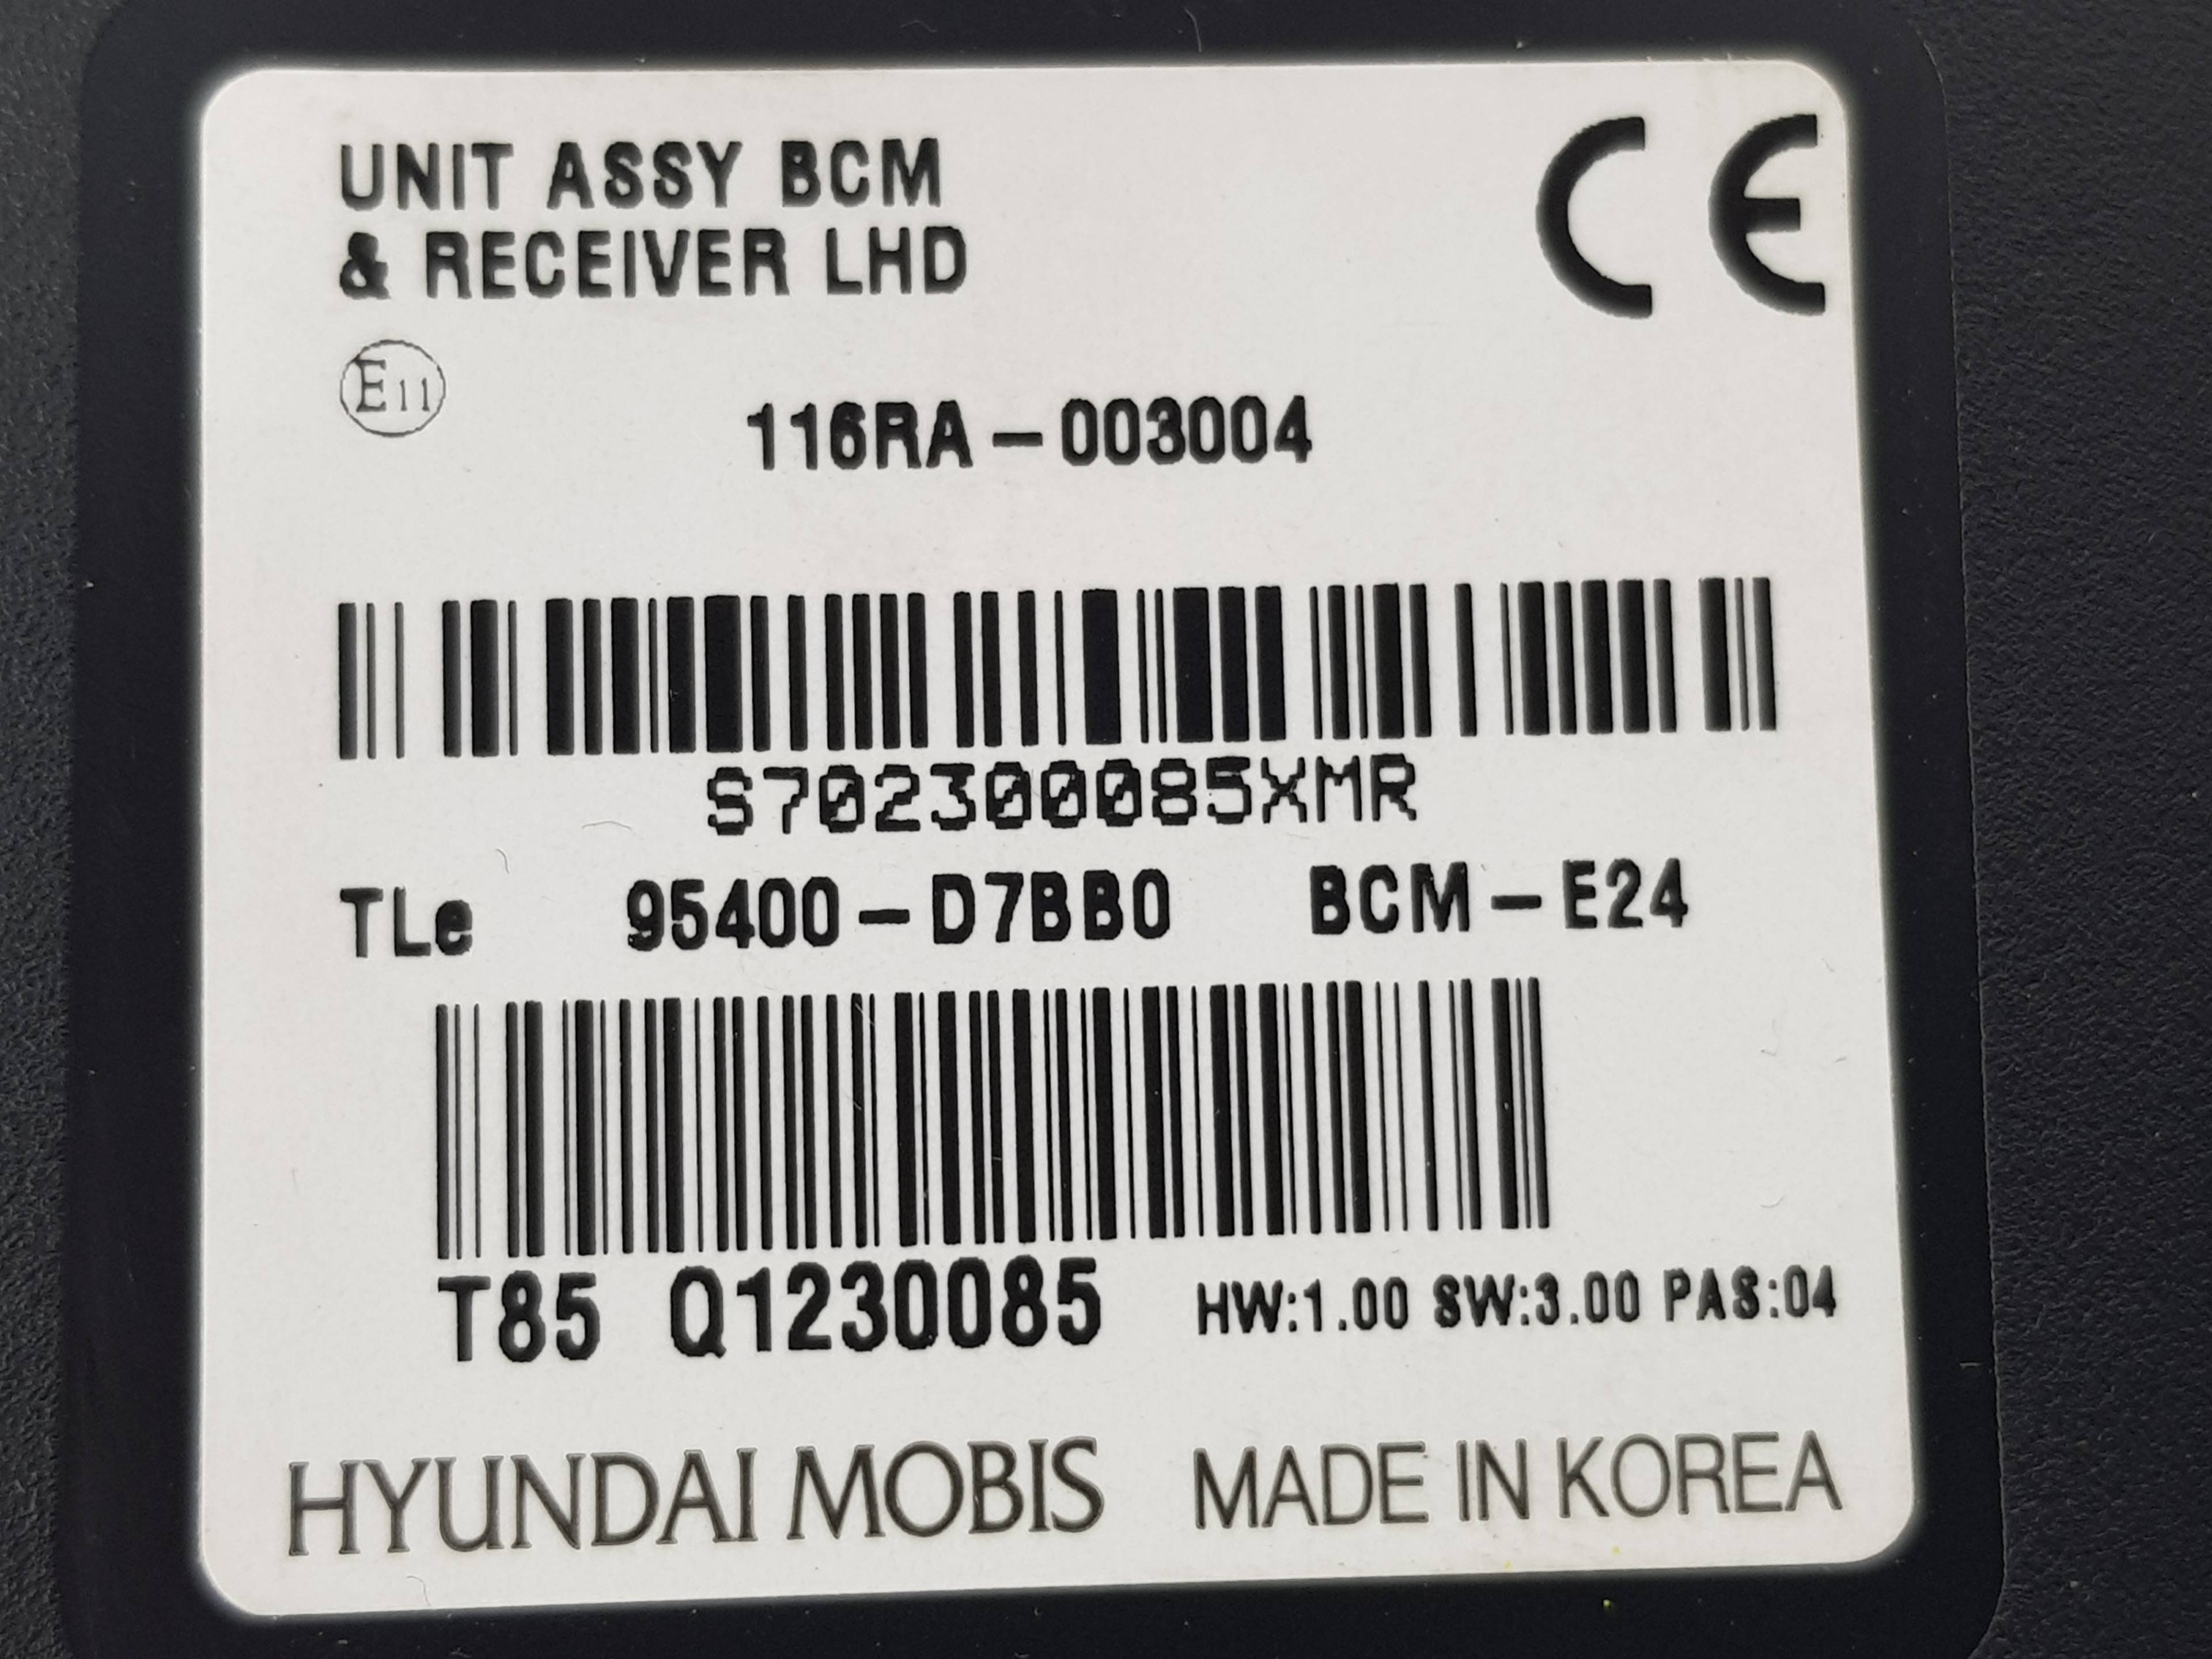 UNIT ASSY BCM
& RECEIVER LHD
CE
E11
116RA-003004
S702300085XMR
TLe 95400-D7BB0 BCM-E24
T85 Q1230085 HW:1.00 SW:3.00 PAS:04
HYUNDAI MOBIS MADE IN KOREA